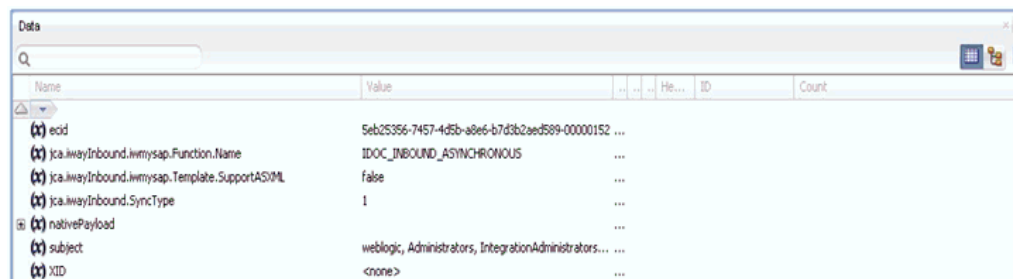 Data
Name Value ... ... ... He... ID Count
(x) ecid 5eb25356-7457-4d5b-a8e6-b7d3b2aed589-00000152 ...
(x) jca.iwayInbound.iwmysap.Function.Name IDOC_INBOUND_ASYNCHRONOUS ...
(x) jca.iwayInbound.iwmysap.Template.SupportASXML false ...
(x) jca.iwayInbound.SyncType 1 ...
(x) nativePayload ...
(x) subject weblogic, Administrators, IntegrationAdministrators... ...
(x) XID <none> ...